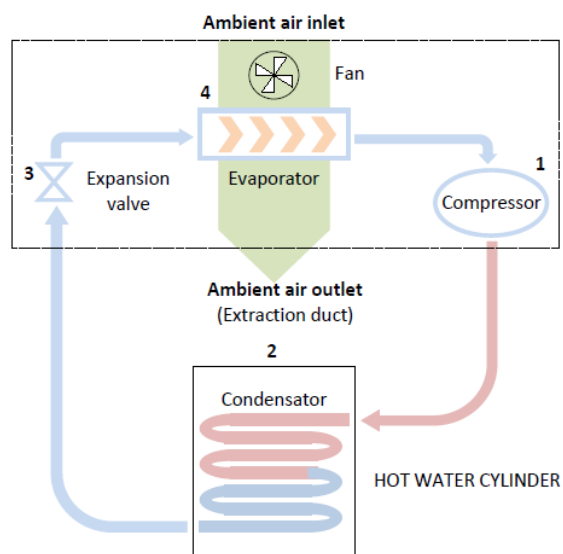 Ambient air inlet
Fan
4
3
Expansion
valve
Evaporator
1
Compressor
Ambient air outlet
(Extraction duct)
2
Condensator
HOT WATER CYLINDER